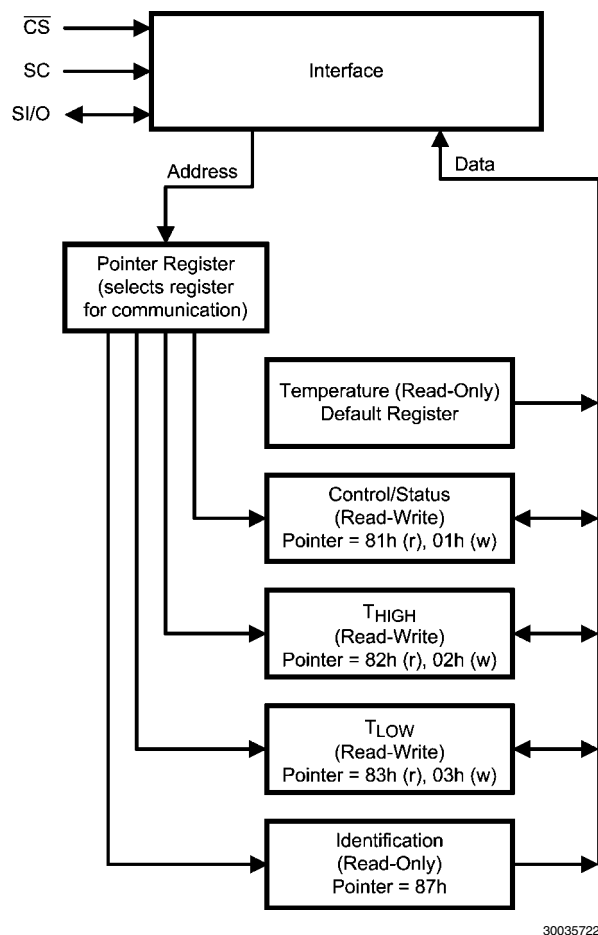 CS
SC
SI/O
Interface
Address
Data
Pointer Register
(selects register
for communication)
Temperature (Read-Only)
Default Register
Control/Status
(Read-Write)
Pointer = 81h (r), 01h (w)
THIGH
(Read-Write)
Pointer = 82h (r), 02h (w)
TLOW
(Read-Write)
Pointer = 83h (r), 03h (w)
Identification
(Read-Only)
Pointer = 87h
30035722